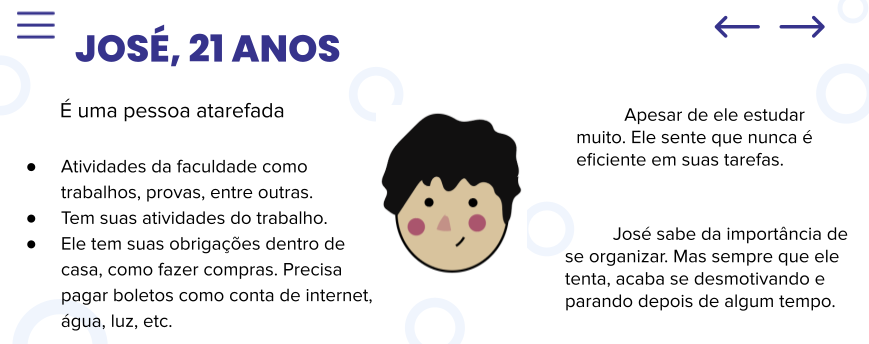 JOSÉ, 21 ANOS
É uma pessoa atarefada
● Atividades da faculdade como
trabalhos, provas, entre outras.
● Tem suas atividades do trabalho.
● Ele tem suas obrigações dentro de
casa, como fazer compras. Precisa
pagar boletos como conta de internet,
água, luz, etc.
Apesar de ele estudar
muito. Ele sente que nunca é
eficiente em suas tarefas.
José sabe da importância de
se organizar. Mas sempre que ele
tenta, acaba se desmotivando e
parando depois de algum tempo.